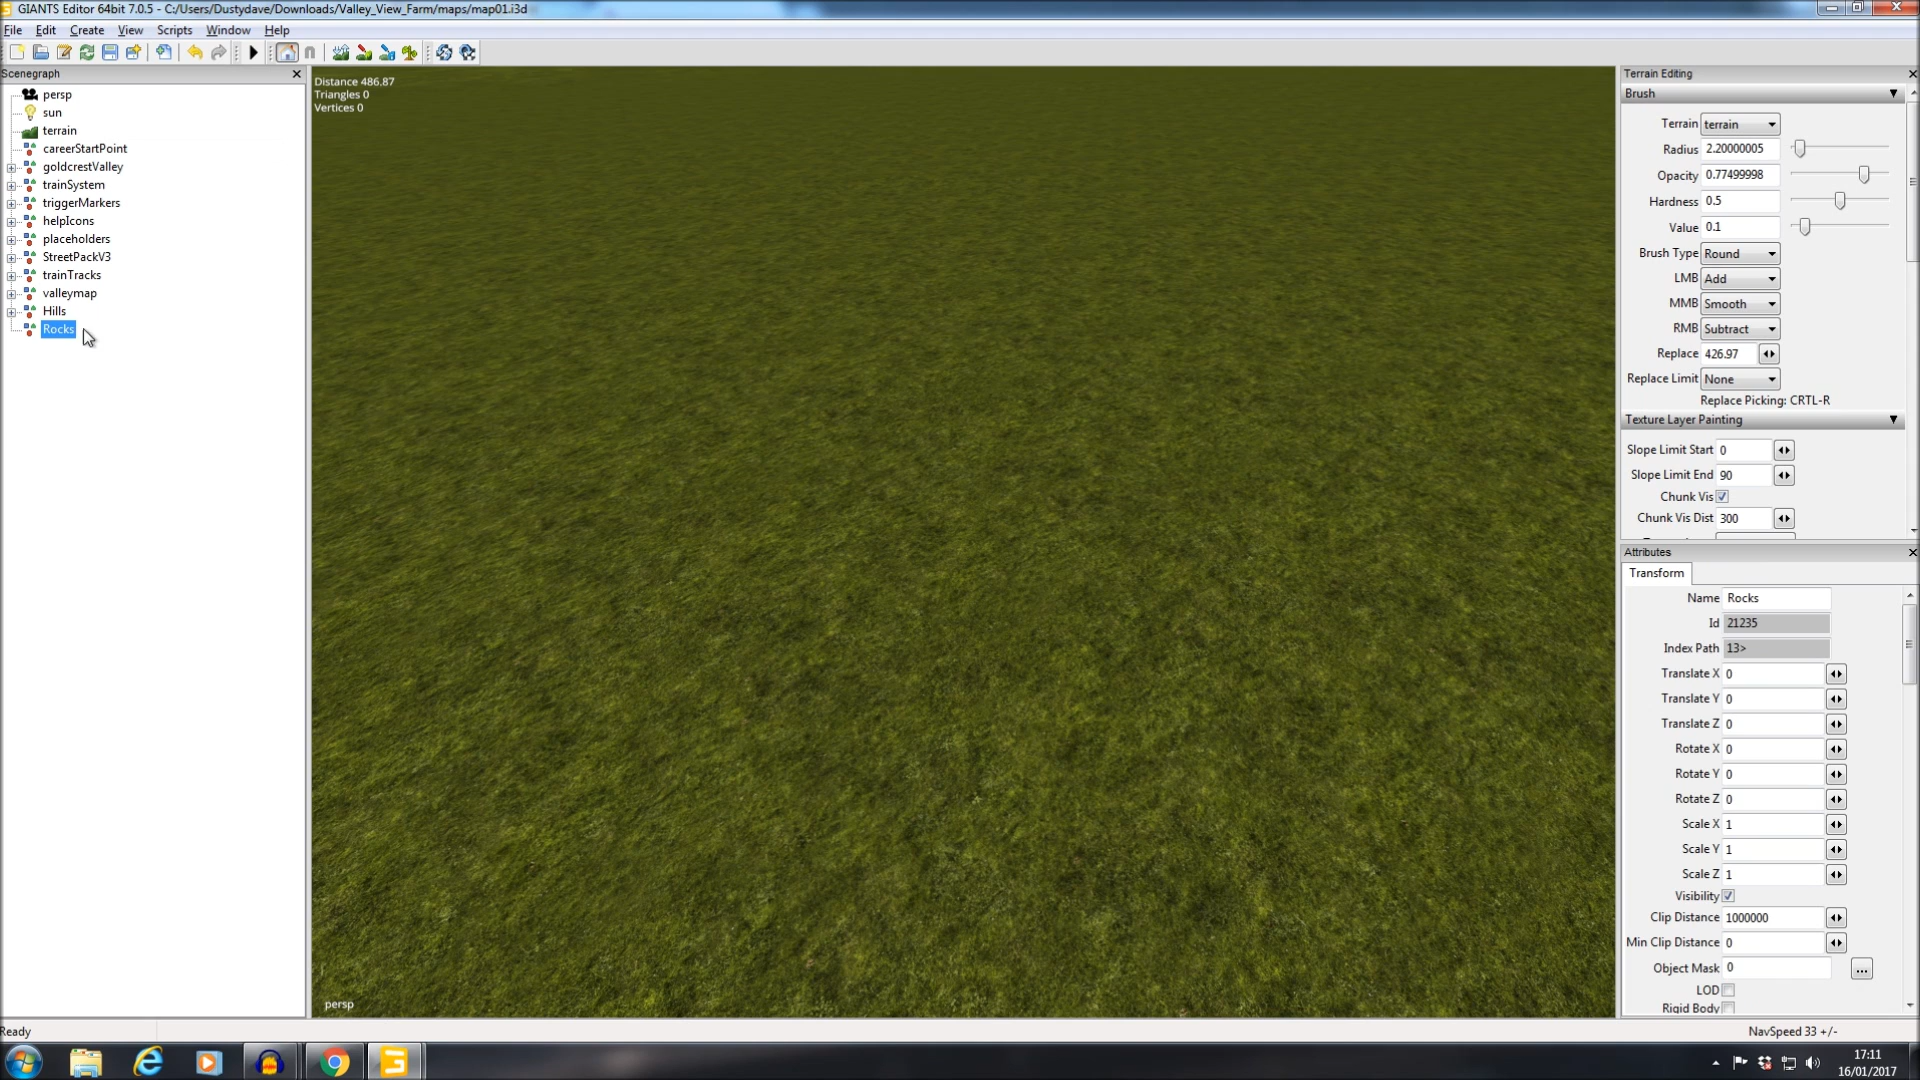 GIANTS Editor 64bit 7.0.5 - C:/Users/Dustydave/Downloads/Valley_View_Farm/maps/map01.i3d
File Edit Create View Scripts Window Help
Scenegraph
persp
sun
terrain
careerStartPoint
goldcrestValley
trainSystem
triggerMarkers
helpIcons
placeholders
StreetPackV3
trainTracks
valleymap
Hills
Rocks
Distance 486.87
Triangles 0
Vertices 0
persp
Terrain Editing
Brush
Terrain terrain
Radius 2.20000005
Opacity 0.77499998
Hardness 0.5
Value 0.1
Brush Type Round
LMB Add
MMB Smooth
RMB Subtract
Replace 426.97
Replace Limit None
Replace Picking: CRTL-R
Texture Layer Painting
Slope Limit Start 0
Slope Limit End 90
Chunk Vis
Chunk Vis Dist 300
Attributes
Transform
Name Rocks
Id 21235
Index Path 13>
Translate X 0
Translate Y 0
Translate Z 0
Rotate X 0
Rotate Y 0
Rotate Z 0
Scale X 1
Scale Y 1
Scale Z 1
Visibility
Clip Distance 1000000
Min Clip Distance 0
Object Mask 0 ...
LOD
Rigid Body
Ready
NavSpeed 33 +/-
17:11
16/01/2017